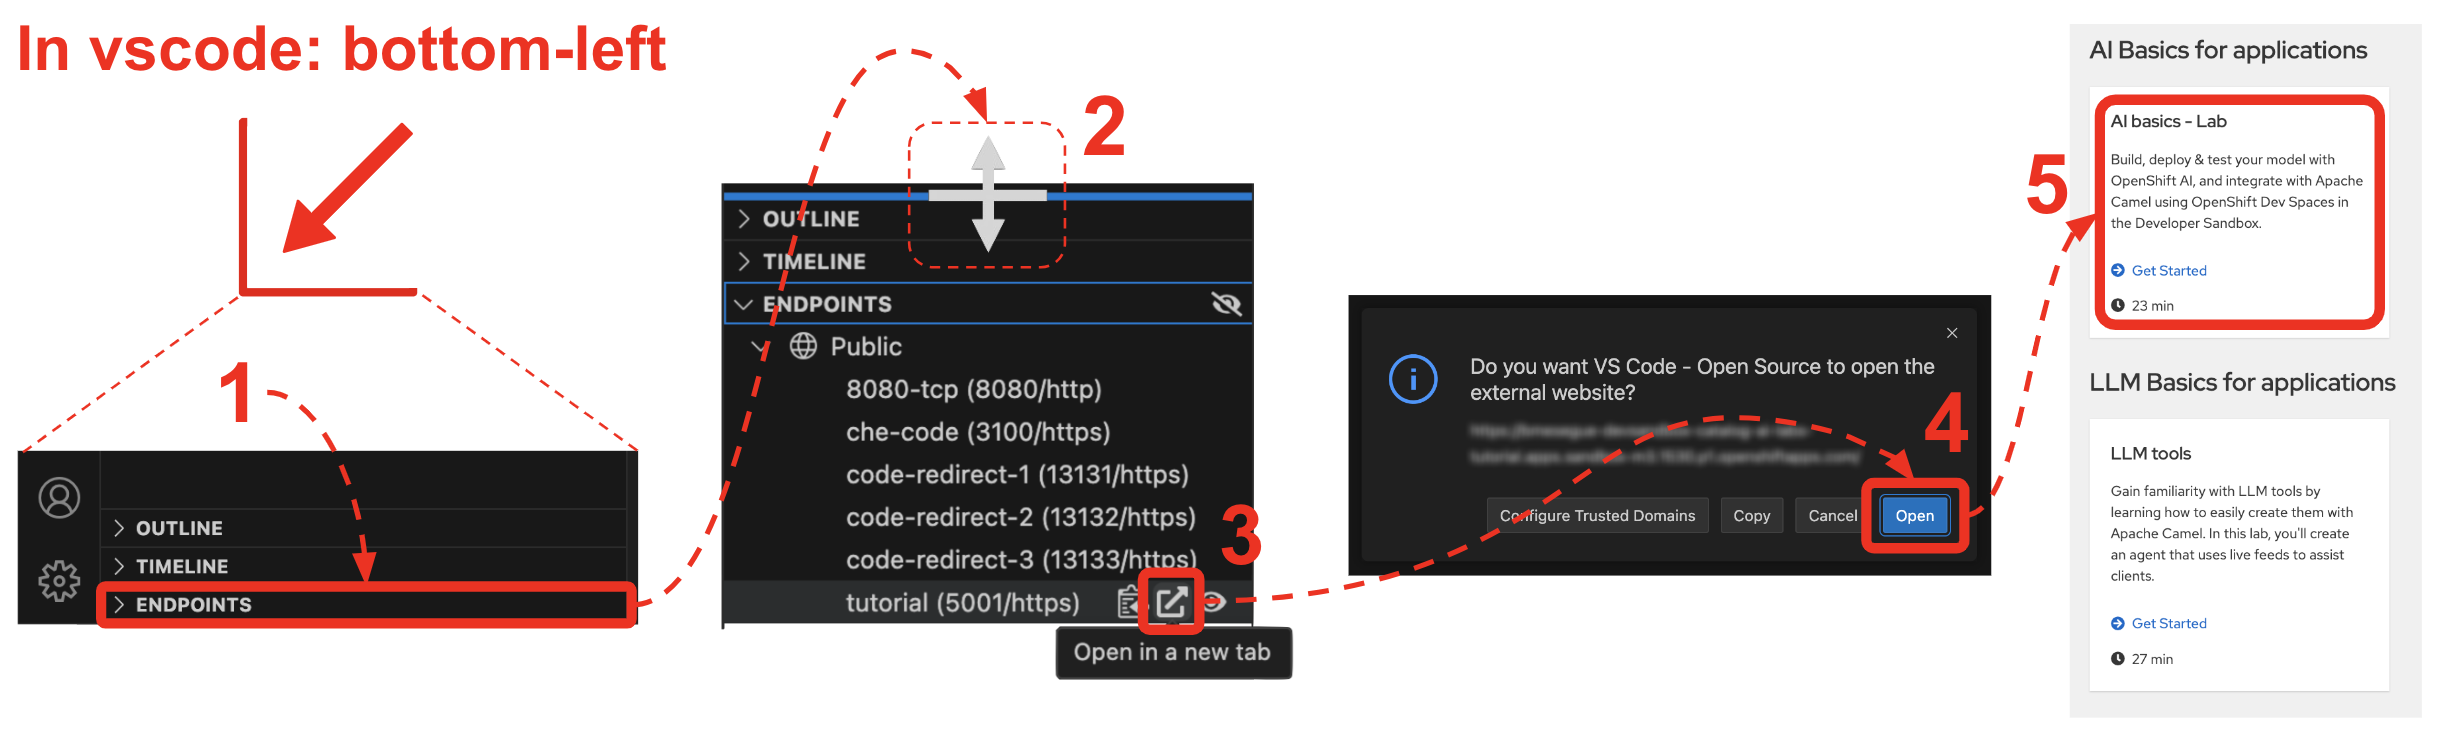 In vscode: bottom-left
1
OUTLINE
TIMELINE
ENDPOINTS
2
OUTLINE
TIMELINE
ENDPOINTS
Public
8080-tcp (8080/http)
che-code (3100/https)
code-redirect-1 (13131/https)
code-redirect-2 (13132/https)
code-redirect-3 (13133/https)
tutorial (5001/https)
3
Open in a new tab
Do you want VS Code - Open Source to open the
external website?
4
Configure Trusted Domains
Copy
Cancel
Open
5
AI Basics for applications
AI basics - Lab
Build, deploy & test your model with
OpenShift AI, and integrate with Apache
Camel using OpenShift Dev Spaces in
the Developer Sandbox.
Get Started
23 min
LLM Basics for applications
LLM tools
Gain familiarity with LLM tools by
learning how to easily create them with
Apache Camel. In this lab, you'll create
an agent that uses live feeds to assist
clients.
Get Started
27 min